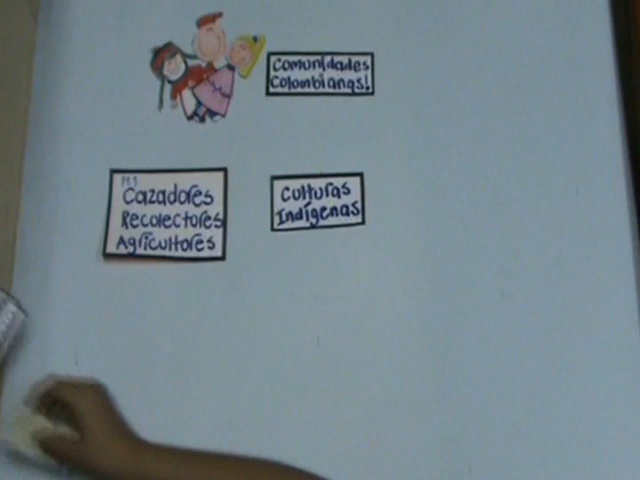 Comunidades
Colombianas!
Cazadores
Recolectores
Agricultores
Culturas
Indígenas